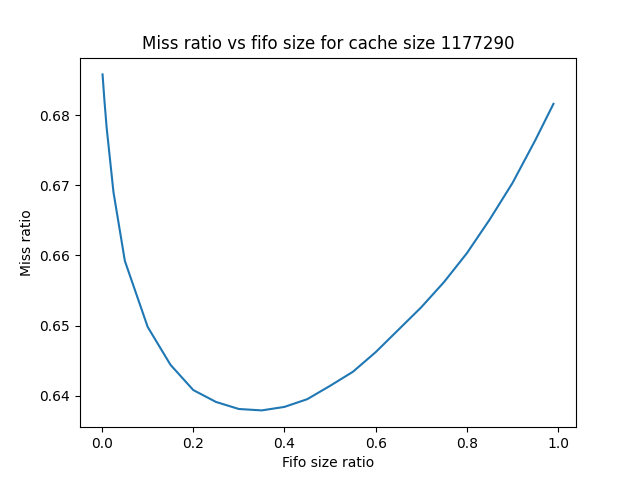 Miss ratio vs fifo size for cache size 1177290
0.68
0.67
0.66
0.65
0.64
Miss ratio
0.0 0.2 0.4 0.6 0.8 1.0
Fifo size ratio